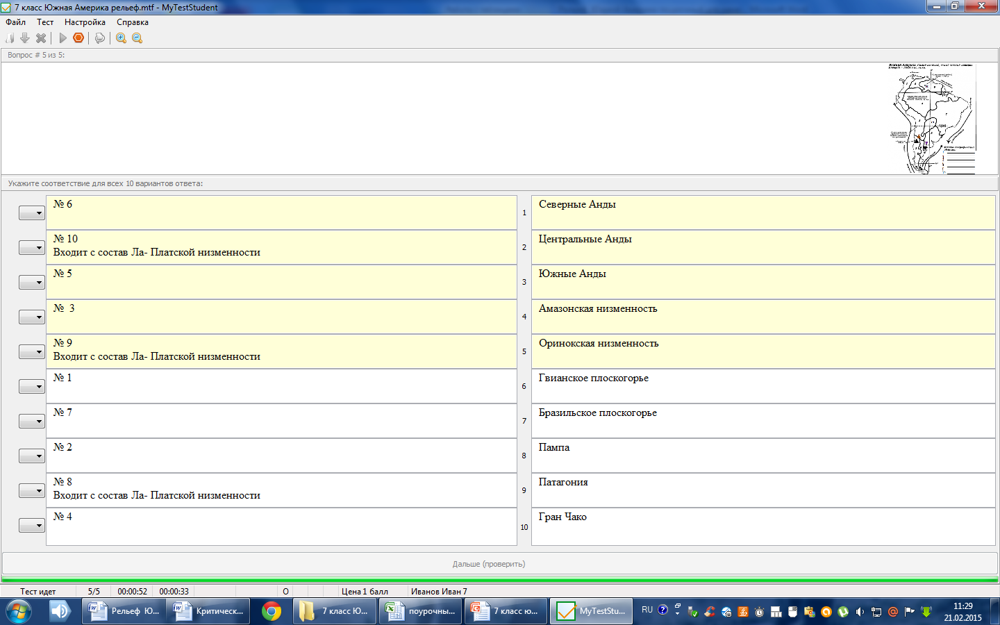 7 класс Южная Америка рельеф.mtf - MyTestStudent
Файл Тест Настройка Справка
Вопрос # 5 из 5:
Укажите соответствие для всех 10 вариантов ответа:
№ 6
1 Северные Анды
№ 10
Входит с состав Ла- Платской низменности
2 Центральные Анды
№ 5
3 Южные Анды
№ 3
4 Амазонская низменность
№ 9
Входит с состав Ла- Платской низменности
5 Оринокская низменность
№ 1
6 Гвианское плоскогорье
№ 7
7 Бразильское плоскогорье
№ 2
8 Пампа
№ 8
Входит с состав Ла- Платской низменности
9 Патагония
№ 4
10 Гран Чако
Дальше (проверить)
Тест идет 5/5 00:00:52 00:00:33 О Цена 1 балл Иванов Иван 7
Рельеф Ю... Критическ... 7 класс Ю... поурочны... 7 класс ю... MyTestStu... RU 11:29
21.02.2015